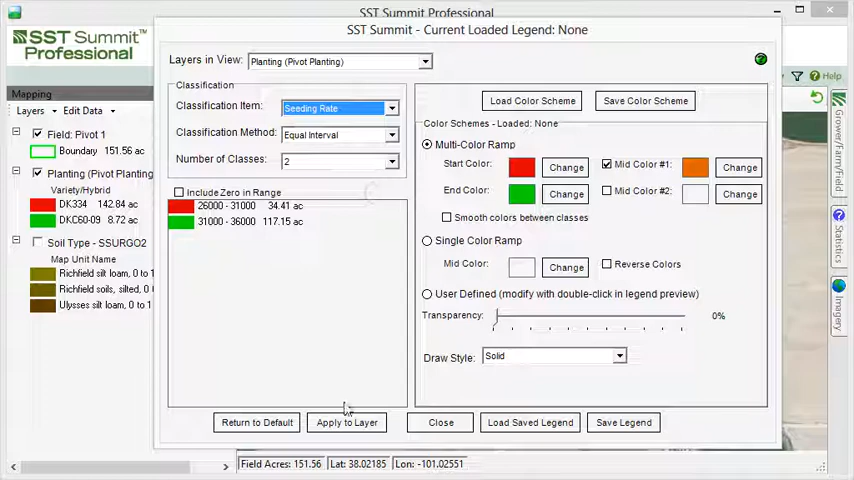 SST Summit Professional
SST Summit - Current Loaded Legend: None
SST SUMMIT
Professional
Layers in View: Planting (Pivot Planting)
Mapping
Layers Edit Data
Help
Field: Pivot 1
Boundary 151.56 ac
Planting (Pivot Planting
Variety/Hybrid
DK334 142.84 ac
DKC60-09 8.72 ac
Soil Type - SSURGO2
Map Unit Name
Richfield silt loam, 0 to 1
Richfield soils, silted, 0 t
Ulysses silt loam, 0 to 1
Classification
Classification Item: Seeding Rate
Classification Method: Equal Interval
Number of Classes: 2
Include Zero in Range
26000 - 31000 34.41 ac
31000 - 36000 117.15 ac
Load Color Scheme Save Color Scheme
Color Schemes - Loaded: None
Multi-Color Ramp
Start Color: Change Mid Color #1: Change
End Color: Change Mid Color #2: Change
Smooth colors between classes
Single Color Ramp
Mid Color: Change Reverse Colors
User Defined (modify with double-click in legend preview)
Transparency: 0%
Draw Style: Solid
Return to Default Apply to Layer Close Load Saved Legend Save Legend
Grower/Farm/Field
Statistics
Imagery
Field Acres: 151.56 Lat: 38.02185 Lon: -101.02551